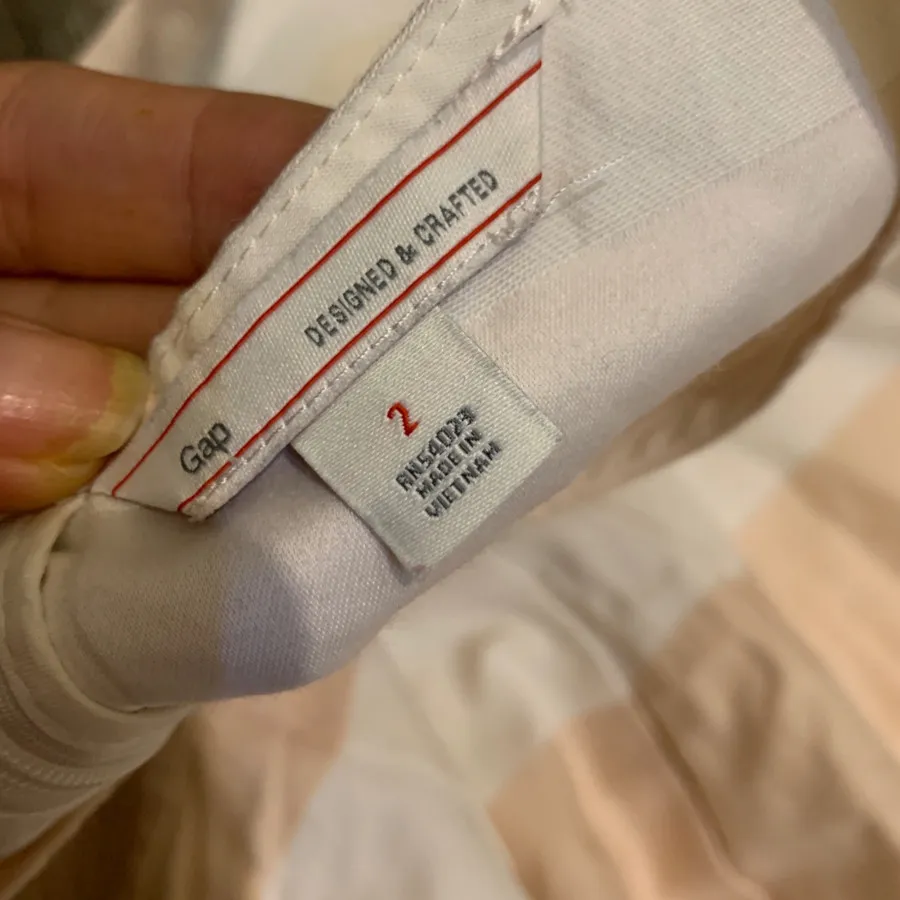 DESIGNED & CRAFTED
Gap
2
RN54023
MADE IN
VIETNAM